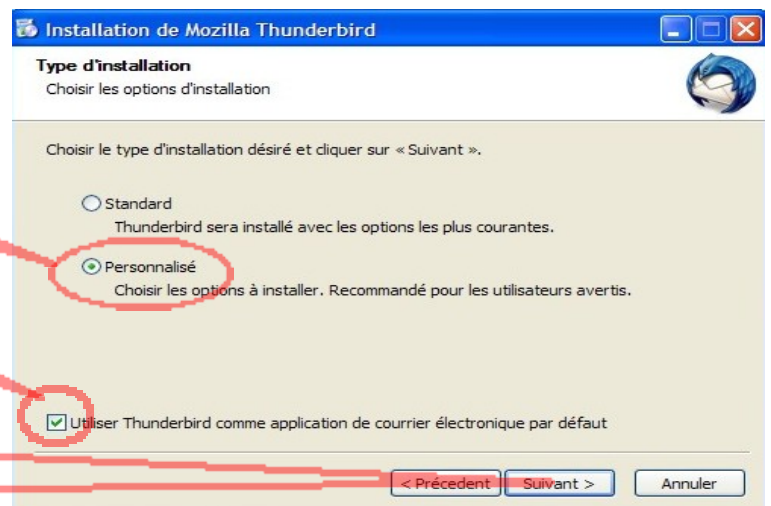 Installation de Mozilla Thunderbird
Type d'installation
Choisir les options d'installation
Choisir le type d'installation désiré et cliquer sur « Suivant ».
Standard
Thunderbird sera installé avec les options les plus courantes.
Personnalisé
Choisir les options à installer. Recommandé pour les utilisateurs avertis.
Utiliser Thunderbird comme application de courrier électronique par défaut
< Précedent Suivant > Annuler